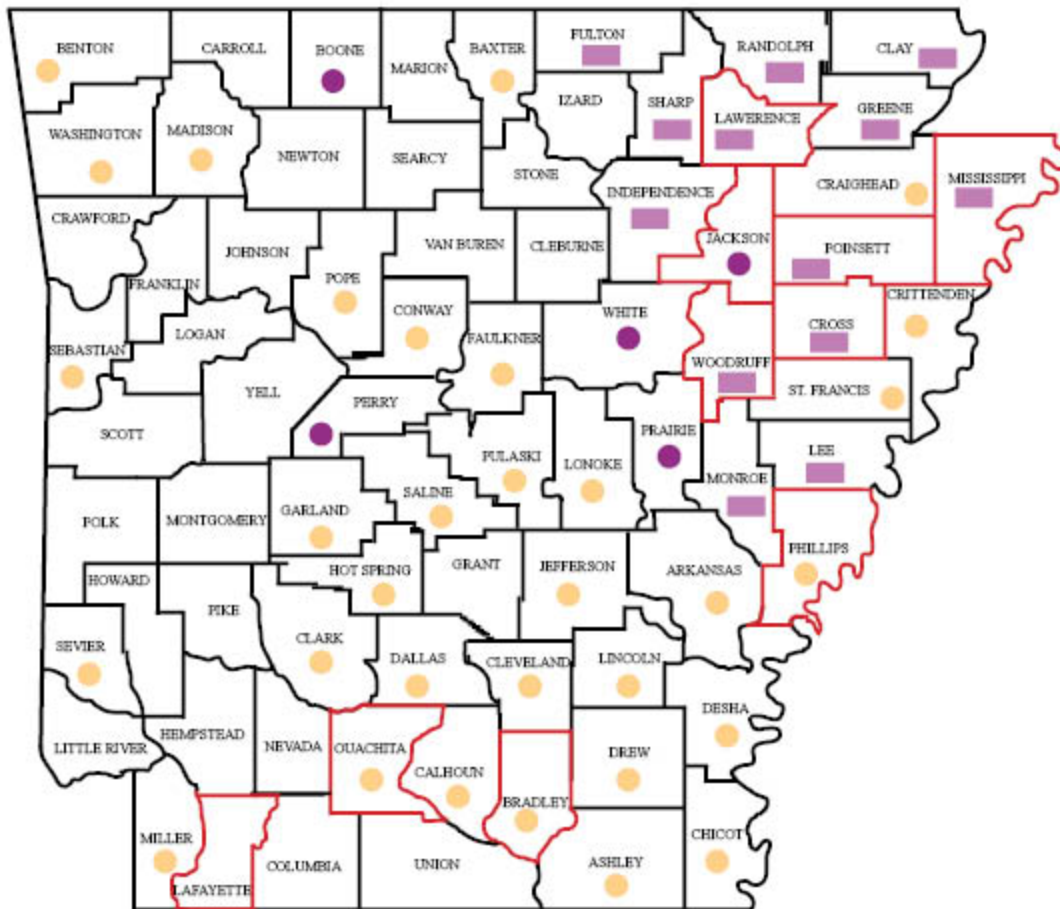 BENTON
CARROLL
BOONE
MARION
BAXTER
FULTON
RANDOLPH
CLAY
IZARD
SHARP
LAWERENCE
GREENE
WASHINGTON
MADISON
NEWTON
SEARCY
STONE
INDEPENDENCE
CRAIGHEAD
MISSISSIPPI
CRAWFORD
JOHNSON
VAN BUREN
CLEBURNE
JACKSON
POINSETT
FRANKLIN
POPE
CONWAY
WHITE
CRITTENDEN
LOGAN
FAULKNER
CROSS
SEBASTIAN
WOODRUFF
YELL
PERRY
ST. FRANCIS
SCOTT
PULASKI
LONOKE
PRAIRIE
LEE
MONROE
SALINE
GARLAND
POLK
MONTGOMERY
PHILLIPS
HOT SPRING
GRANT
JEFFERSON
ARKANSAS
HOWARD
PIKE
SEVIER
CLARK
DALLAS
CLEVELAND
LINCOLN
DESHA
LITTLE RIVER
HEMPSTEAD
NEVADA
OUACHITA
CALHOUN
DREW
BRADLEY
MILLER
LAFAYETTE
COLUMBIA
UNION
ASHLEY
CHICOT